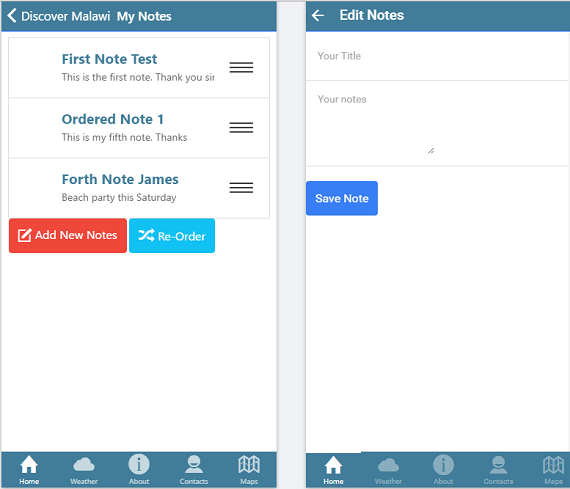 Discover Malawi My Notes
First Note Test
This is the first note. Thank you
Ordered Note 1
This is my fifth note. Thanks
Forth Note James
Beach party this Saturday
Add New Notes
Re-Order
Home Weather About Contacts Maps
Edit Notes
Your Title
Your notes
Save Note
Home Weather About Contacts Maps